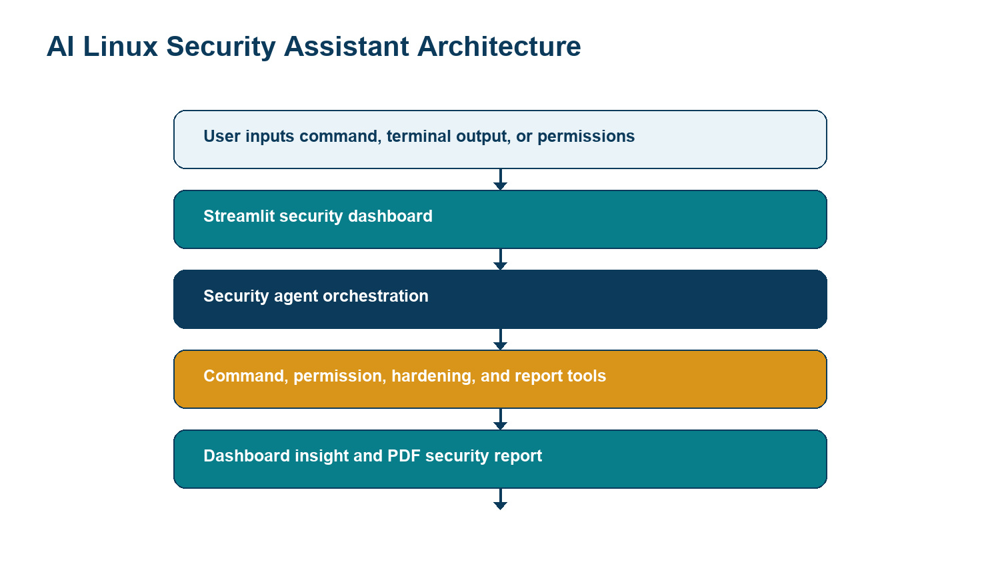 AI Linux Security Assistant Architecture
User inputs command, terminal output, or permissions
Streamlit security dashboard
Security agent orchestration
Command, permission, hardening, and report tools
Dashboard insight and PDF security report